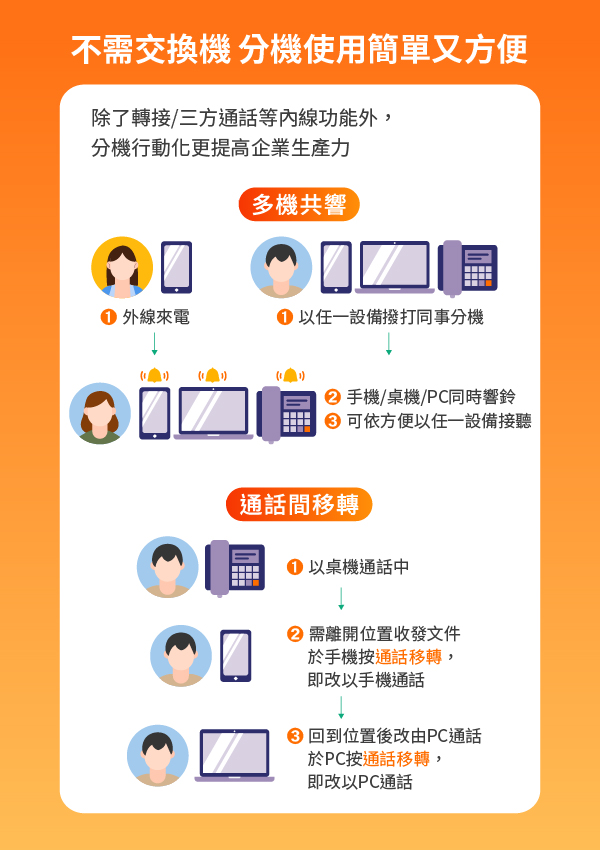 不需交換機 分機使用簡單又方便
除了轉接/三方通話等內線功能外，
分機行動化更提高企業生產力
多機共響
1 外線來電
1 以任一設備撥打同事分機
2 手機/桌機/PC同時響鈴
3 可依方便以任一設備接聽
通話間移轉
1 以桌機通話中
2 需離開位置收發文件
於手機按通話移轉，
即改以手機通話
3 回到位置後改由PC通話
於PC按通話移轉，
即改以PC通話